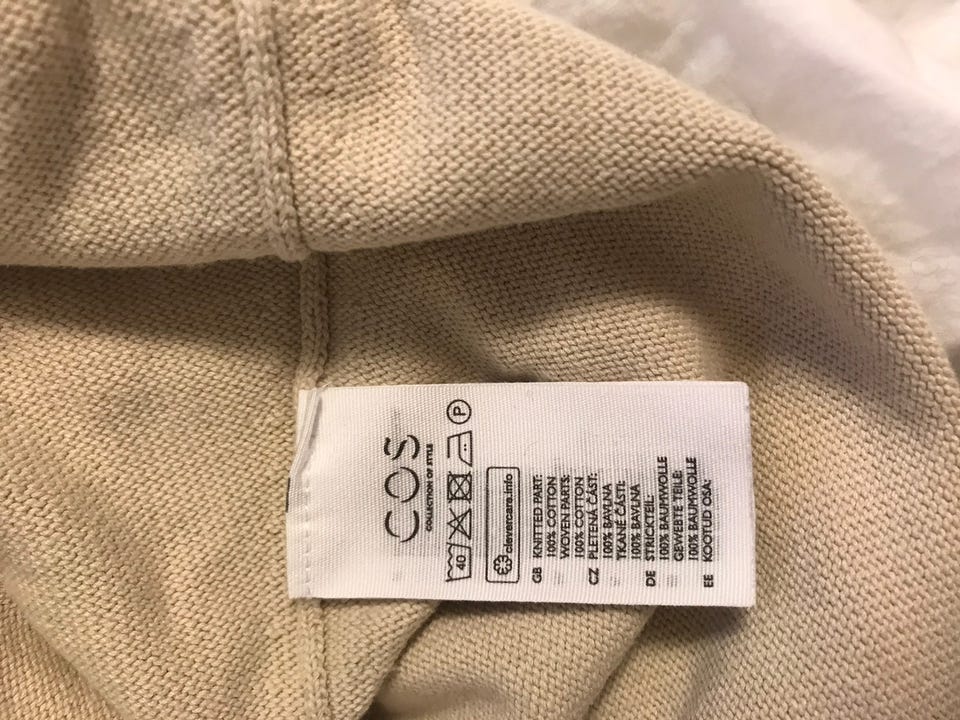 COS
COLLECTION OF STYLE
40 P
clevercare.info
GB KNITTED PART:
100% COTTON
WOVEN PARTS:
100% COTTON
CZ PLETENÁ ČÁST:
100% BAVLNA
TKANÉ ČÁSTI:
100% BAVLNA
DE STRICKTEIL:
100% BAUMWOLLE
GEWEBTE TEILE:
100% BAUMWOLLE
EE KOOTUD OSA: